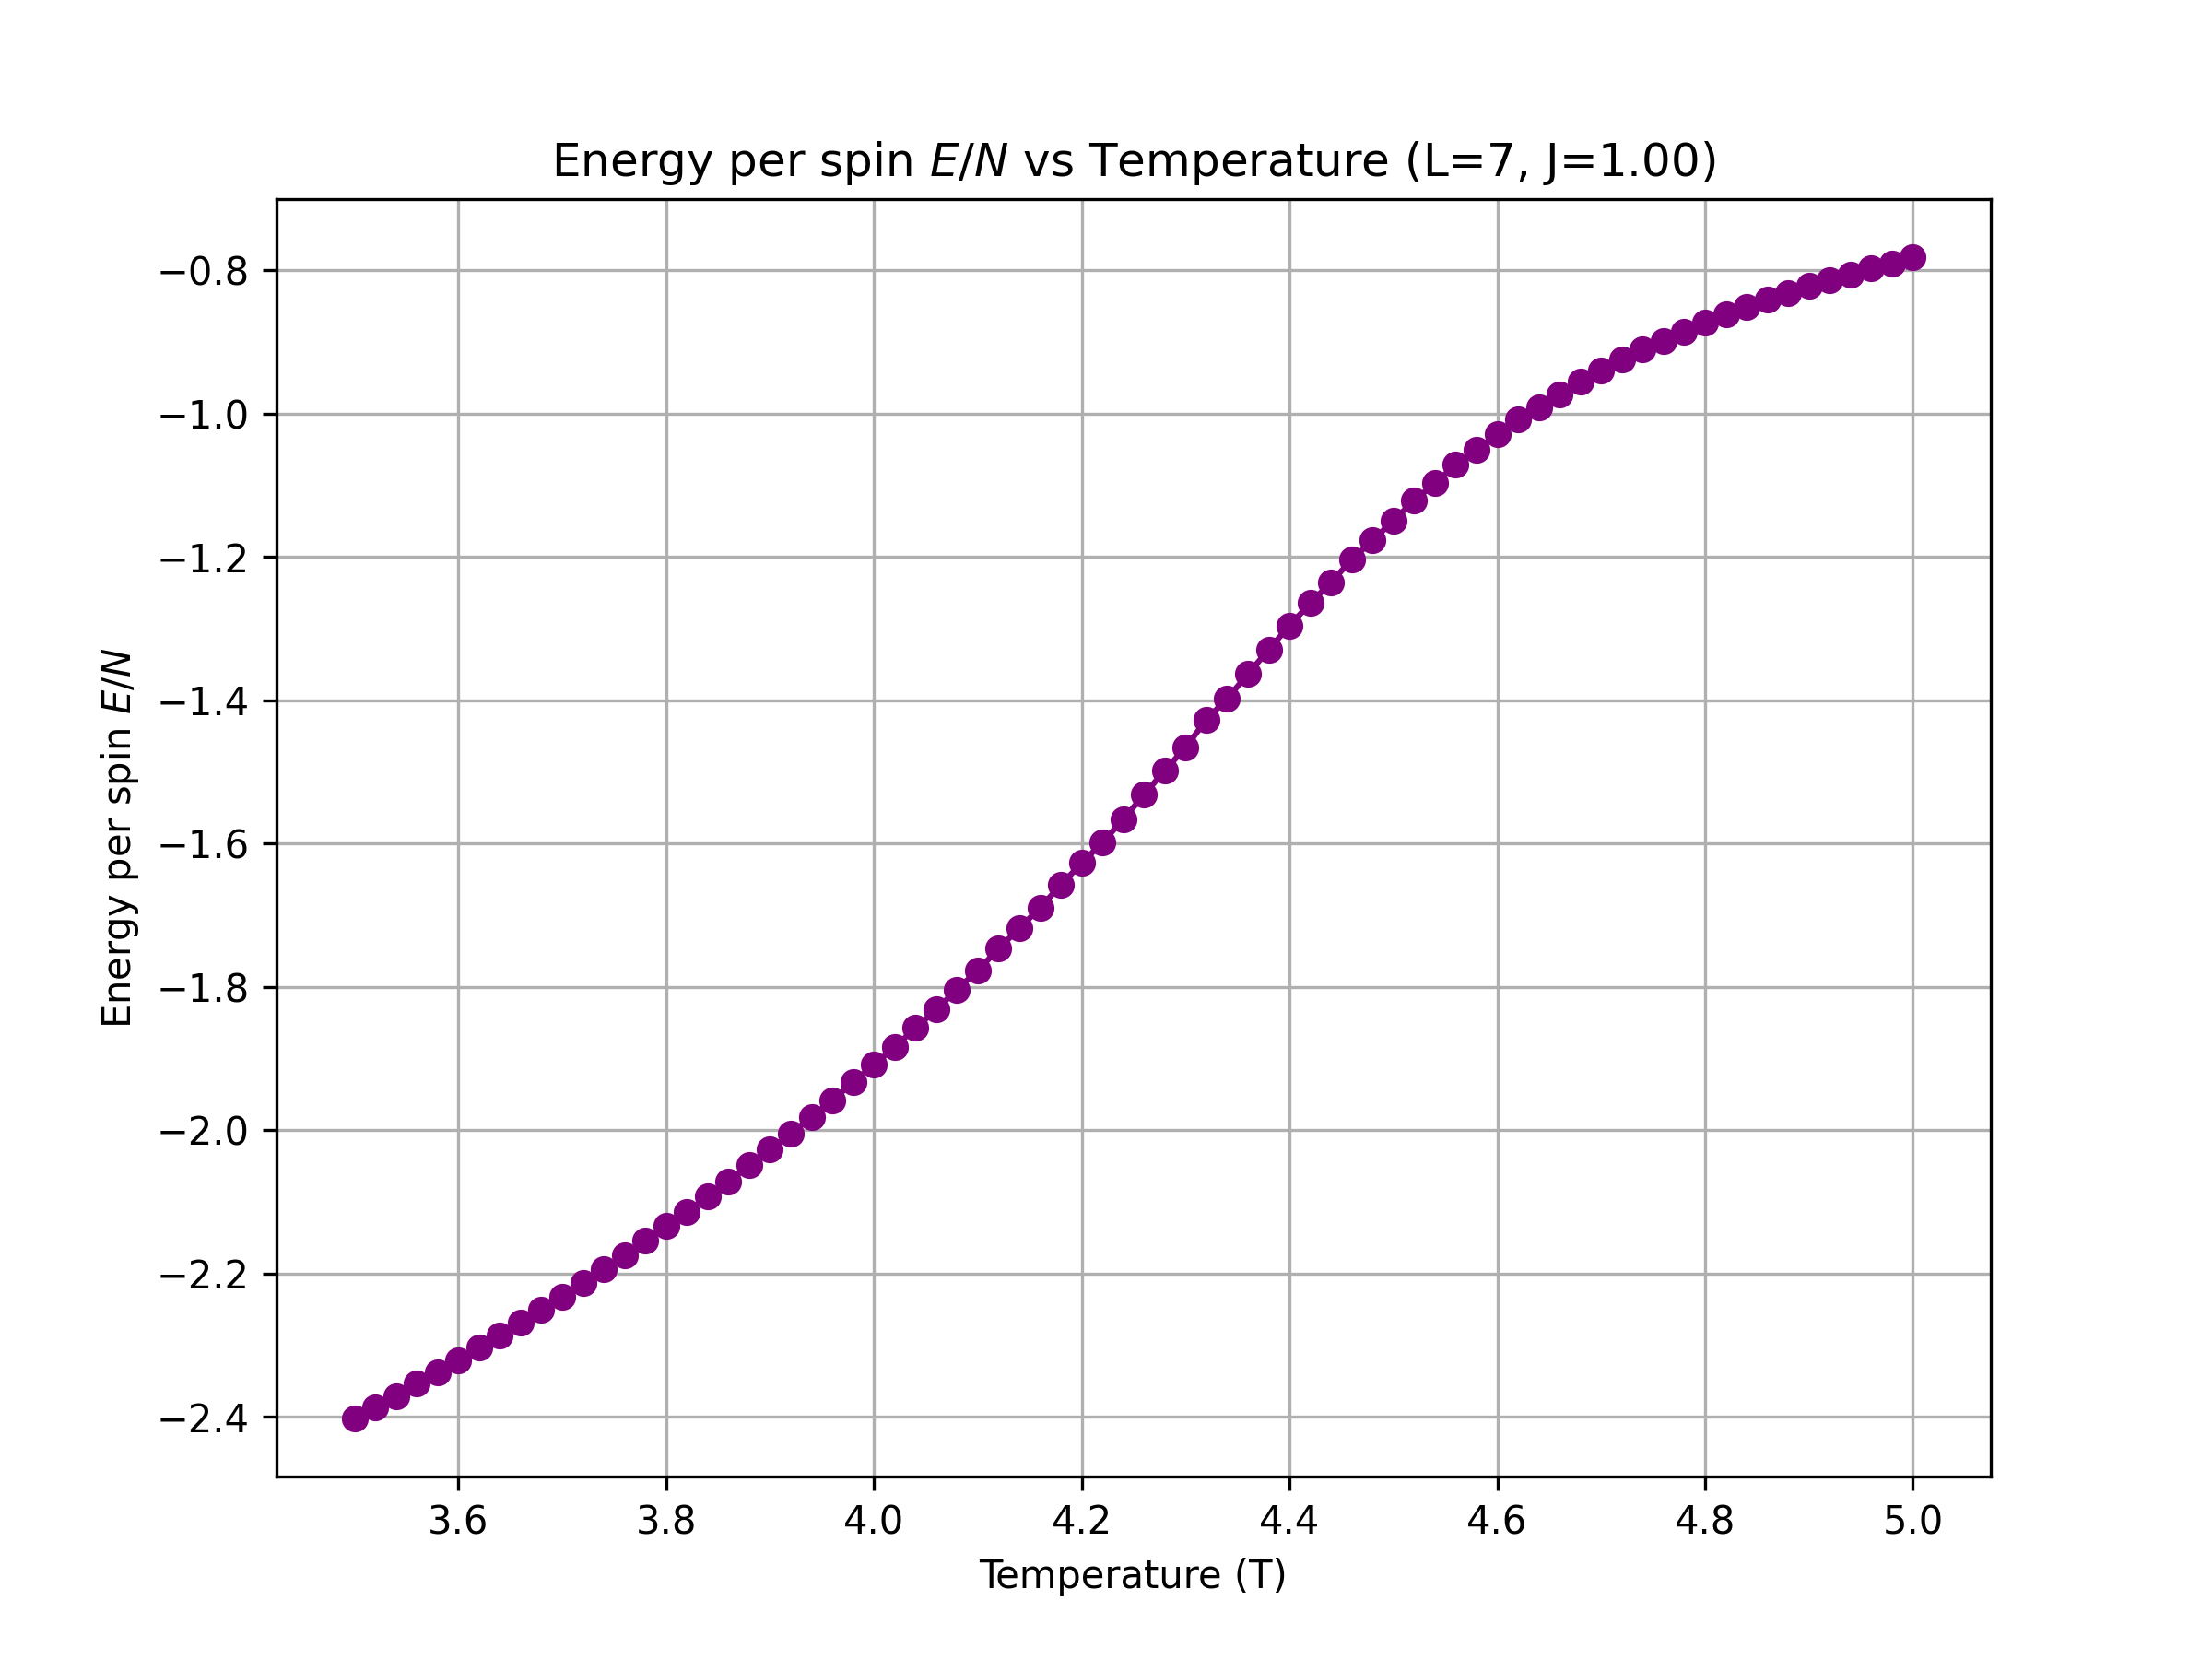 Energy per spin E/N vs Temperature (L=7, J=1.00)
−0.8
−1.0
−1.2
−1.4
−1.6
−1.8
−2.0
−2.2
−2.4
Energy per spin E/N
3.6 3.8 4.0 4.2 4.4 4.6 4.8 5.0
Temperature (T)